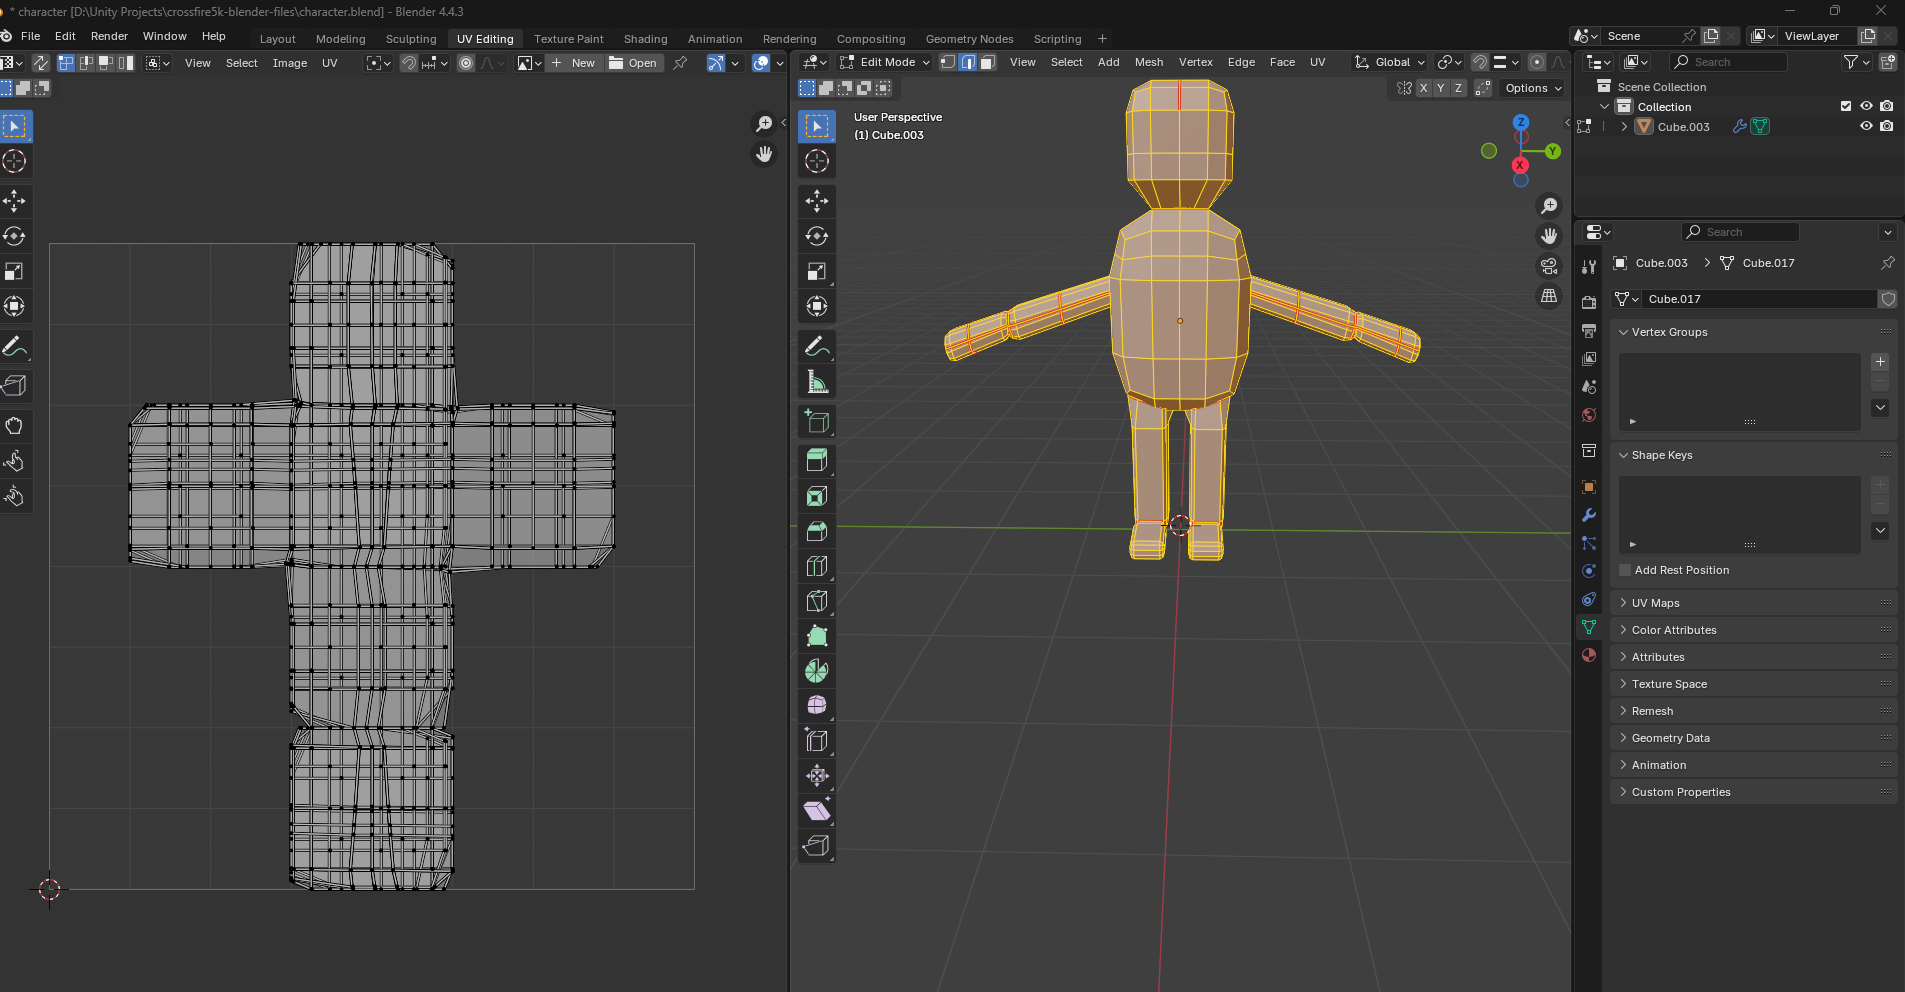 * character [D:\Unity Projects\crossfire5k-blender-files\character.blend] - Blender 4.4.3
File Edit Render Window Help Layout Modeling Sculpting UV Editing Texture Paint Shading Animation Rendering Compositing Geometry Nodes Scripting + Scene ViewLayer
View Select Image UV + New Open
Edit Mode View Select Add Mesh Vertex Edge Face UV Global
Search
X Y Z Options
Scene Collection
Collection
Cube.003
User Perspective
(1) Cube.003
Z
Y
X
Search
Cube.003 > Cube.017
Cube.017
Vertex Groups
Shape Keys
Add Rest Position
UV Maps
Color Attributes
Attributes
Texture Space
Remesh
Geometry Data
Animation
Custom Properties